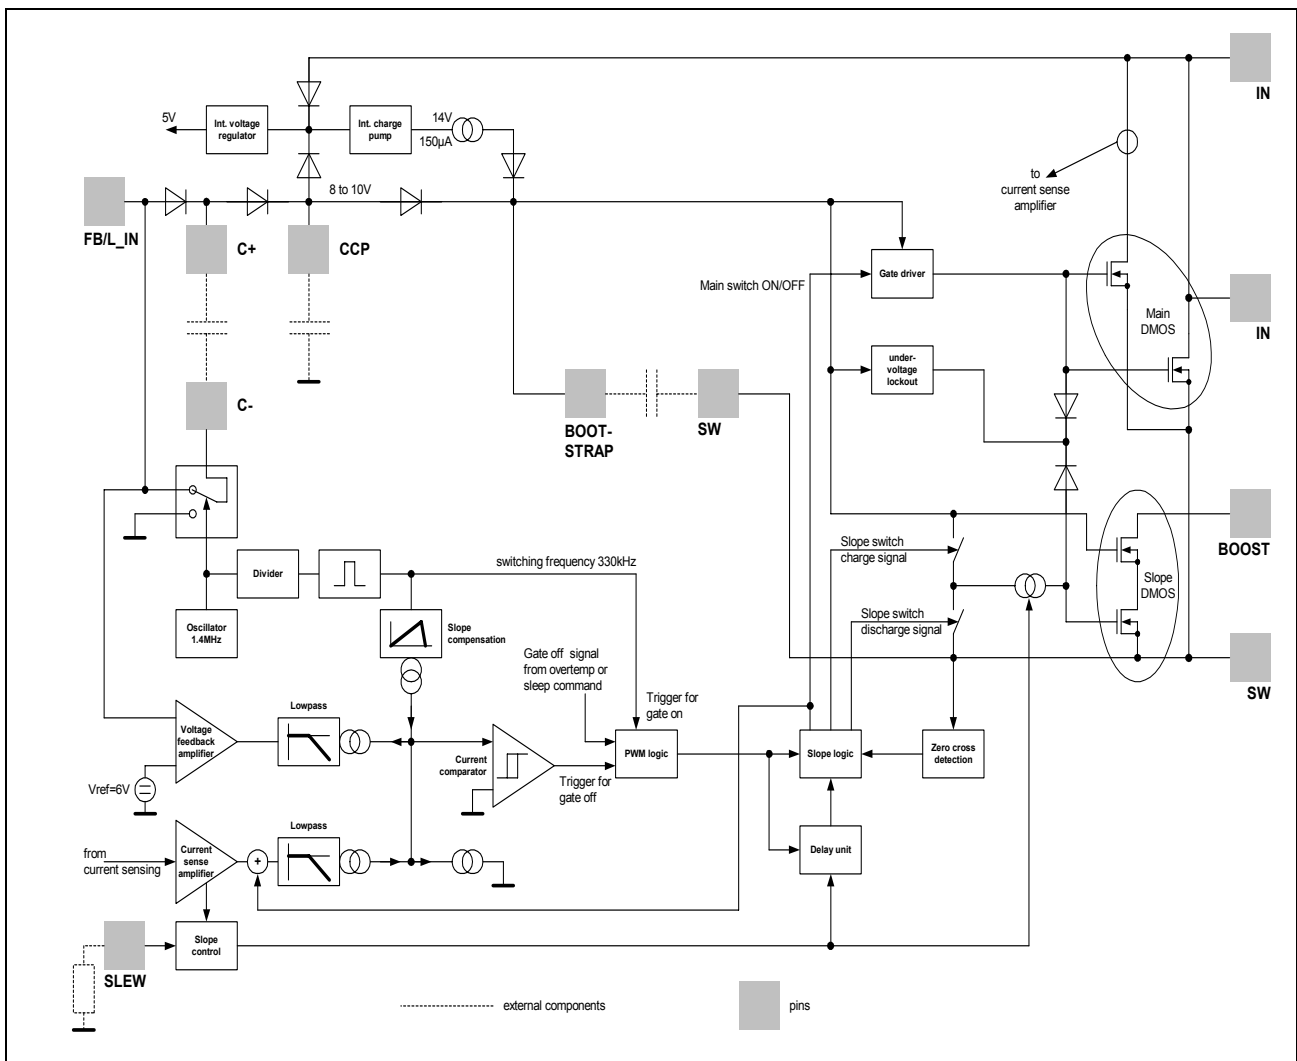 IN
5V
Int. voltage
regulator
Int. charge
pump
14V
150µA
to
current sense
amplifier
8 to 10V
FB/L_IN
C+
CCP
Gate driver
Main switch ON/OFF
Main
DMOS
IN
under-
voltage
lockout
C-
BOOT-
STRAP
SW
BOOST
Slope switch
charge signal
switching frequency 330kHz
Divider
Slope
DMOS
Oscillator
1.4MHz
Slope
compensation
Slope switch
discharge signal
Gate off signal
from overtemp or
sleep command
SW
Trigger for
gate on
Lowpass
Voltage
feedback
amplifier
Current
comparator
PWM logic
Slope logic
Zero cross
detection
Vref=6V
Trigger for
gate off
Lowpass
from
current sensing
Current
sense
amplifier
+
Delay unit
Slope
control
SLEW
external components
pins